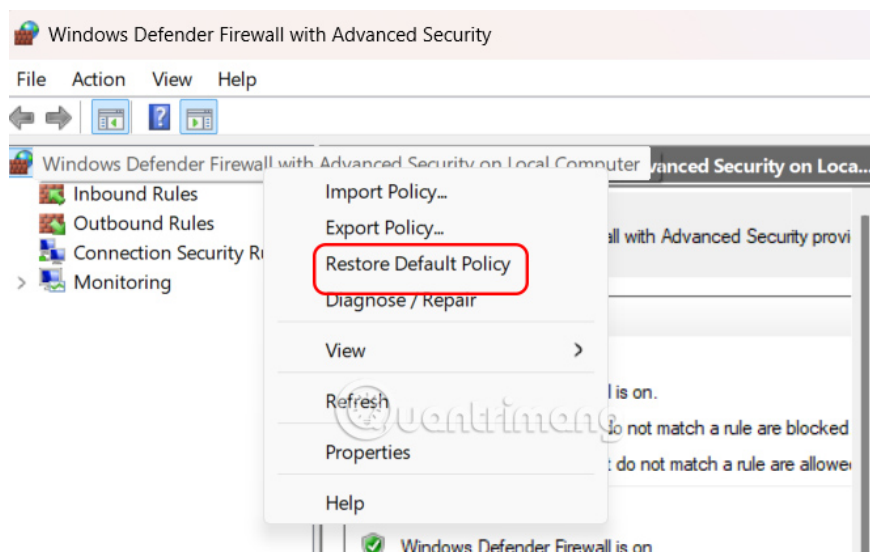 Windows Defender Firewall with Advanced Security
File Action View Help
Windows Defender Firewall with Advanced Security on Local Computer
vanced Security on Loca...
Inbound Rules
Outbound Rules
Connection Security Ru
Monitoring
Import Policy...
Export Policy...
Restore Default Policy
Diagnose / Repair
View
Refresh
Properties
Help
all with Advanced Security provi
l is on.
do not match a rule are blocked
t do not match a rule are allowe
Windows Defender Firewall is on
Quantrimang